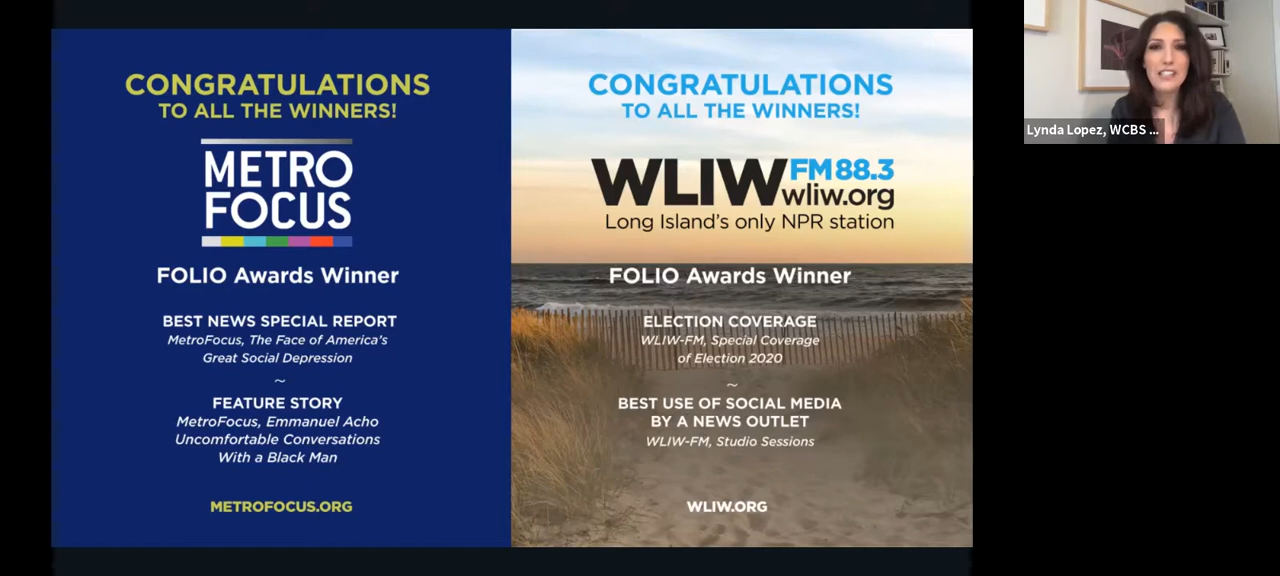 CONGRATULATIONS
TO ALL THE WINNERS!
METRO
FOCUS
FOLIO Awards Winner
BEST NEWS SPECIAL REPORT
MetroFocus, The Face of America's
Great Social Depression
~
FEATURE STORY
MetroFocus, Emmanuel Acho
Uncomfortable Conversations
With a Black Man
METROFOCUS.ORG
CONGRATULATIONS
TO ALL THE WINNERS!
WLIW FM 88.3
wliw.org
Long Island's only NPR station
FOLIO Awards Winner
ELECTION COVERAGE
WLIW-FM, Special Coverage
of Election 2020
~
BEST USE OF SOCIAL MEDIA
BY A NEWS OUTLET
WLIW-FM, Studio Sessions
WLIW.ORG
Lynda Lopez, WCBS ...